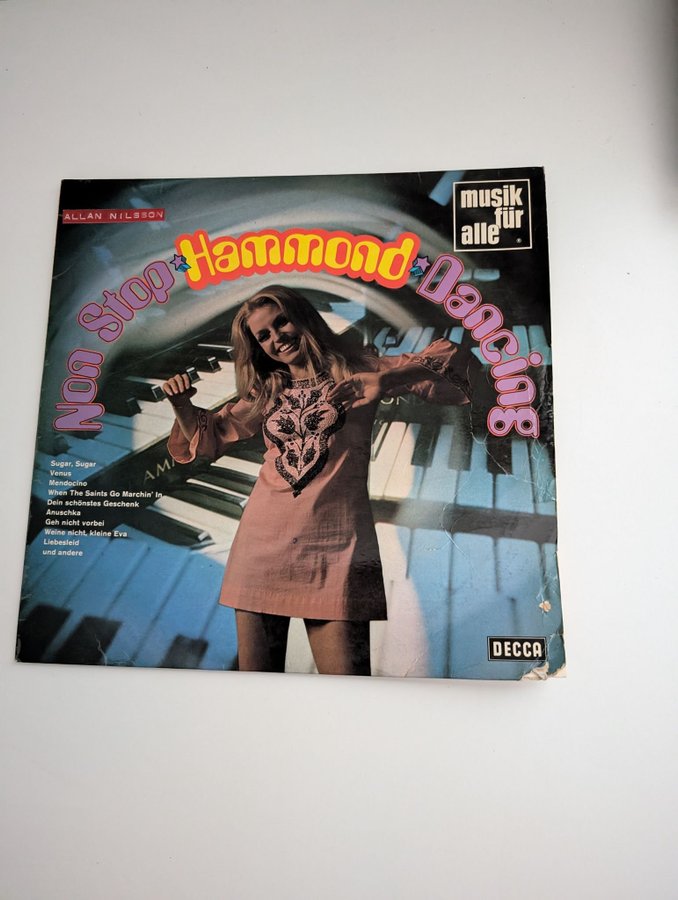 ALLAN NILSSON
musik
für
alle
®
Non Stop Hammond Dancing
Sugar, Sugar
Venus
Mendocino
When The Saints Go Marchin' In
Dein schönstes Geschenk
Anuschka
Geh nicht vorbei
Weine nicht, kleine Eva
Liebesleid
und andere
DECCA